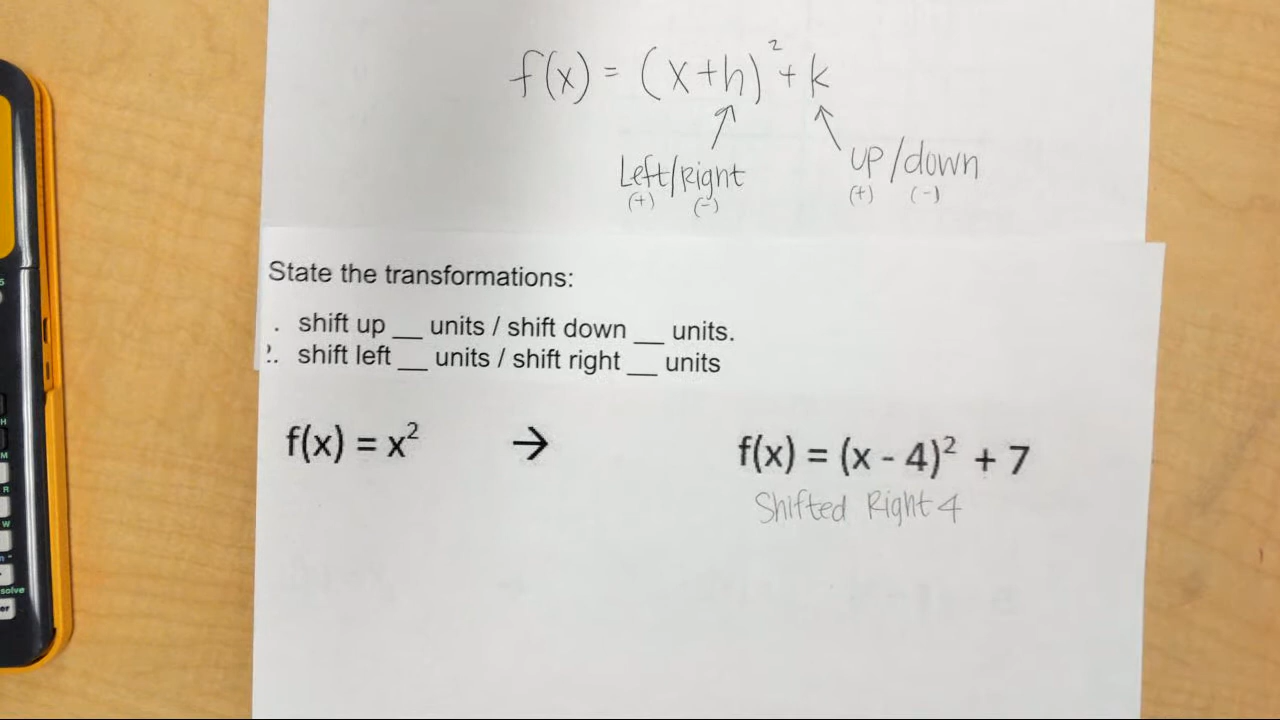 f(x) = (x+h)² + k
Left/Right up/down
(+) (-) (+) (-)
State the transformations:
. shift up __ units / shift down __ units.
. shift left __ units / shift right __ units
f(x) = x² → f(x) = (x - 4)² + 7
Shifted Right 4
solve